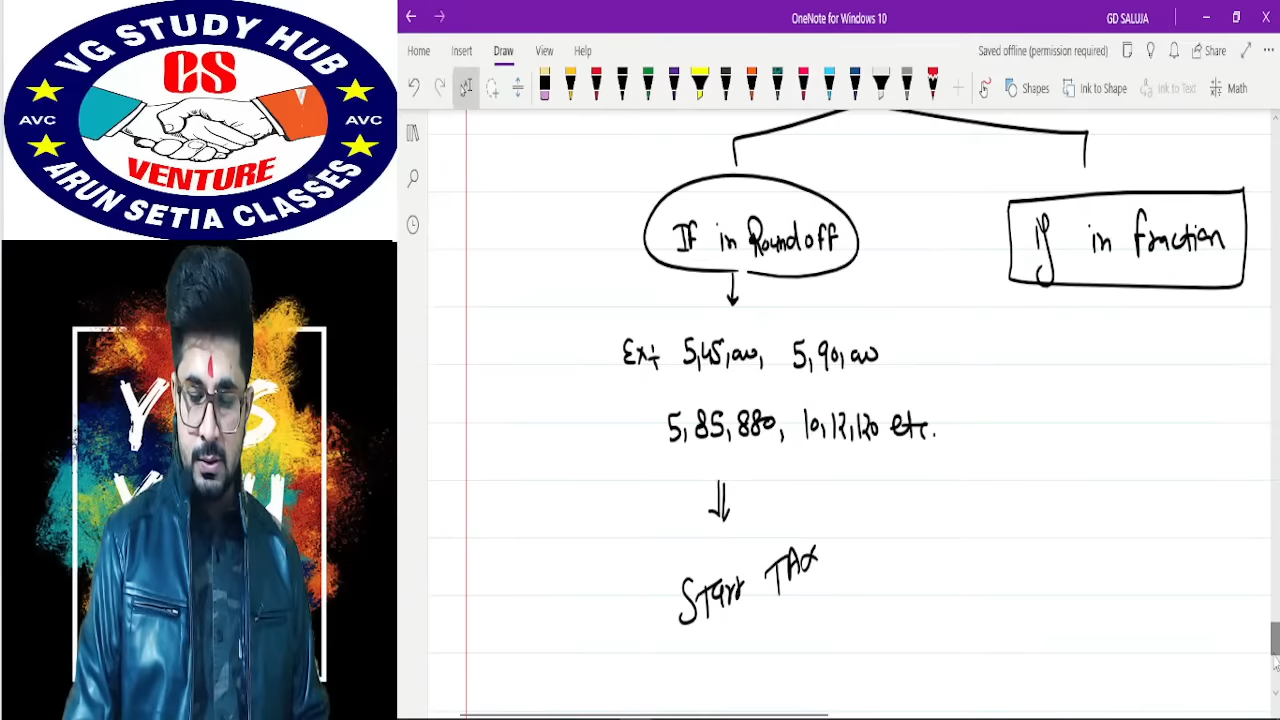 VG STUDY HUB
CS
AVC
AVC
VENTURE
ARUN SETIA CLASSES
OneNote for Windows 10
GD SALUJA
Home Insert Draw View Help
Saved offline (permission required)
Share
Shapes
Ink to Shape
Ink to Text
Math
If in Roundoff
If in fraction
Ex:- 5,45,000, 5,90,000
5,85,880, 10,12,120 etc.
Start TAX